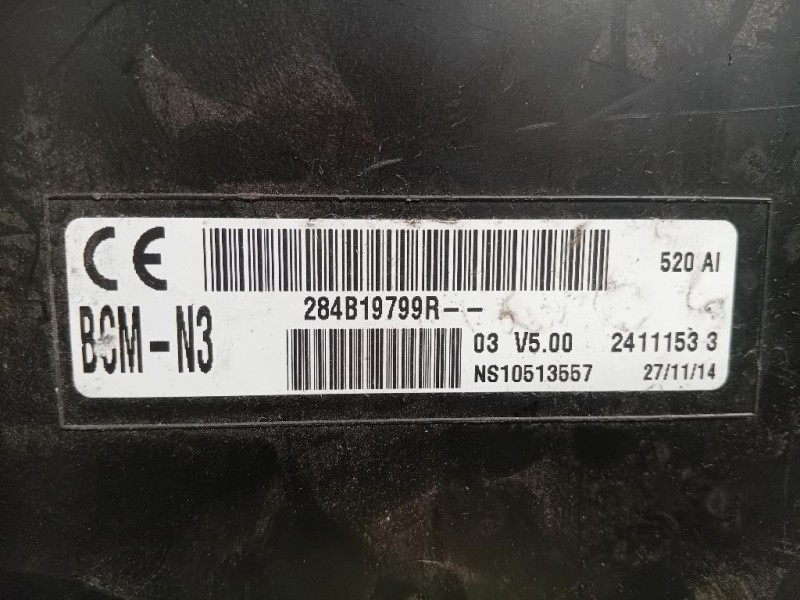 CE
520 AI
284B19799R--
BCM-N3
03 V5.00 2411153 3
NS10513557 27/11/14